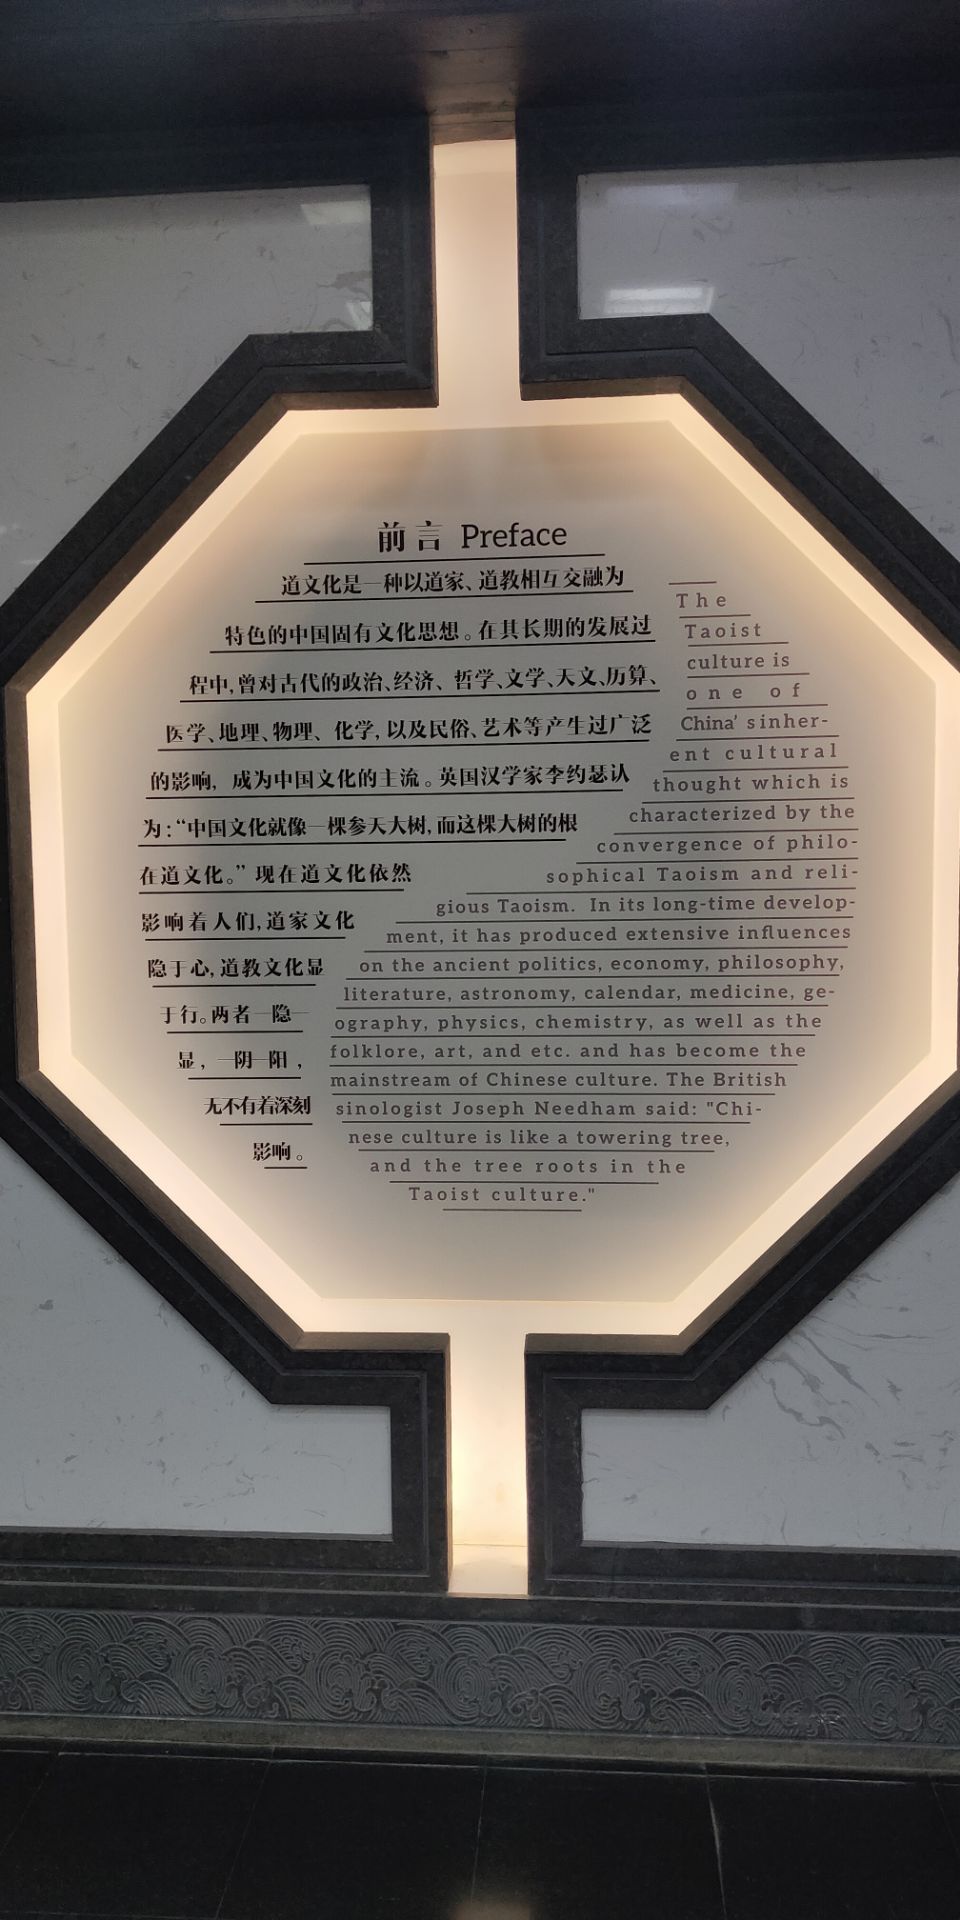 前言 Preface
道文化是一种以道家、道教相互交融为
特色的中国固有文化思想。在其长期的发展过
程中,曾对古代的政治、经济、哲学、文学、天文、历算、
医学、地理、物理、化学,以及民俗、艺术等产生过广泛
的影响,成为中国文化的主流。英国汉学家李约瑟认
为:“中国文化就像一棵参天大树,而这棵大树的根
在道文化。”现在道文化依然
影响着人们,道家文化
隐于心,道教文化显
于行。两者一隐一
显,一阴一阳,
无不有着深刻
影响。
The
Taoist
culture is
one of
China' sinher-
ent cultural
thought which is
characterized by the
convergence of philo-
sophical Taoism and reli-
gious Taoism. In its long-time develop-
ment, it has produced extensive influences
on the ancient politics, economy, philosophy,
literature, astronomy, calendar, medicine, ge-
ography, physics, chemistry, as well as the
folklore, art, and etc. and has become the
mainstream of Chinese culture. The British
sinologist Joseph Needham said: "Chi-
nese culture is like a towering tree,
and the tree roots in the
Taoist culture."